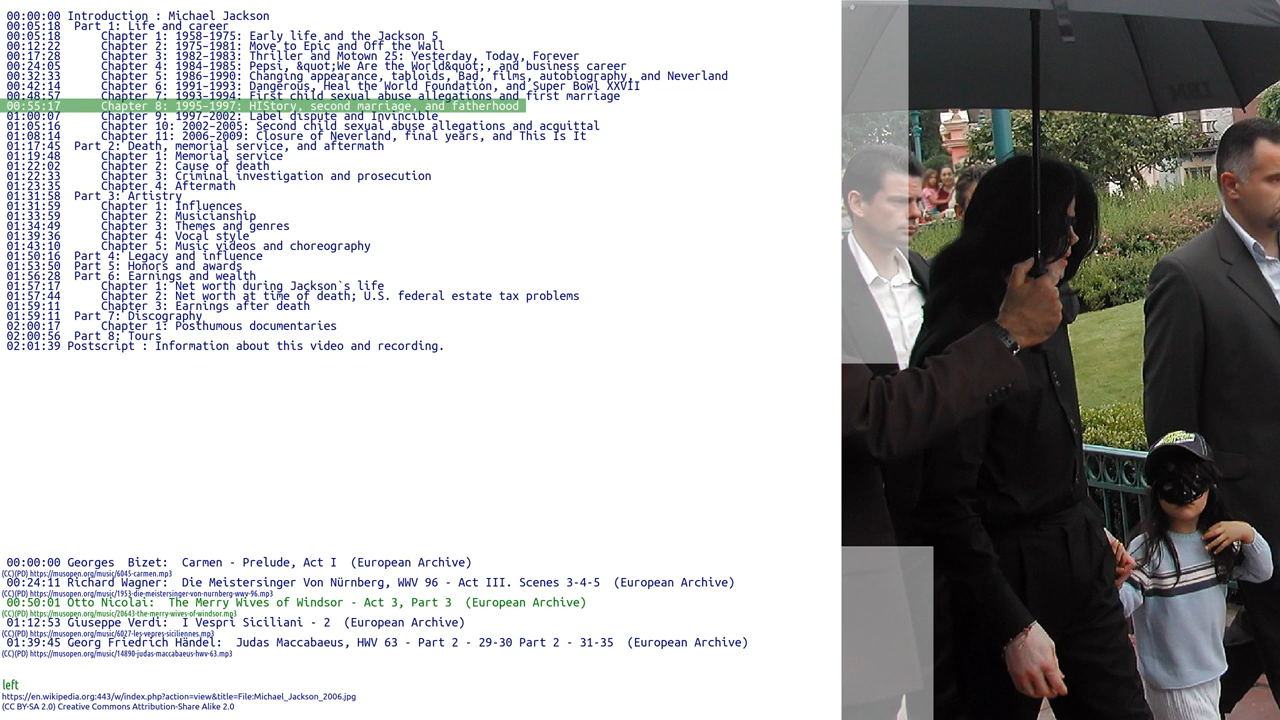 00:00:00 Introduction : Michael Jackson
00:05:18 Part 1: Life and career
00:05:18 Chapter 1: 1958-1975: Early life and the Jackson 5
00:12:22 Chapter 2: 1975-1981: Move to Epic and Off the Wall
00:17:28 Chapter 3: 1982-1983: Thriller and Motown 25: Yesterday, Today, Forever
00:24:05 Chapter 4: 1984-1985: Pepsi, &quot;We Are the World&quot;, and business career
00:32:33 Chapter 5: 1986-1990: Changing appearance, tabloids, Bad, films, autobiography, and Neverland
00:42:14 Chapter 6: 1991-1993: Dangerous, Heal the World Foundation, and Super Bowl XXVII
00:48:57 Chapter 7: 1993-1994: First child sexual abuse allegations and first marriage
00:55:17 Chapter 8: 1995-1997: HIStory, second marriage, and fatherhood
01:00:07 Chapter 9: 1997-2002: Label dispute and Invincible
01:05:16 Chapter 10: 2002-2005: Second child sexual abuse allegations and acquittal
01:08:14 Chapter 11: 2006-2009: Closure of Neverland, final years, and This Is It
01:17:45 Part 2: Death, memorial service, and aftermath
01:19:48 Chapter 1: Memorial service
01:22:02 Chapter 2: Cause of death
01:22:33 Chapter 3: Criminal investigation and prosecution
01:23:35 Chapter 4: Aftermath
01:31:58 Part 3: Artistry
01:31:59 Chapter 1: Influences
01:33:59 Chapter 2: Musicianship
01:34:49 Chapter 3: Themes and genres
01:39:36 Chapter 4: Vocal style
01:43:10 Chapter 5: Music videos and choreography
01:50:16 Part 4: Legacy and influence
01:53:50 Part 5: Honors and awards
01:56:28 Part 6: Earnings and wealth
01:57:17 Chapter 1: Net worth during Jackson`s life
01:57:44 Chapter 2: Net worth at time of death; U.S. federal estate tax problems
01:59:11 Chapter 3: Earnings after death
01:59:11 Part 7: Discography
02:00:17 Chapter 1: Posthumous documentaries
02:00:56 Part 8: Tours
02:01:39 Postscript : Information about this video and recording.
00:00:00 Georges Bizet: Carmen - Prelude, Act I (European Archive)
(CC)(PD) https://musopen.org/music/6045-carmen.mp3
00:24:11 Richard Wagner: Die Meistersinger Von Nürnberg, WWV 96 - Act III. Scenes 3-4-5 (European Archive)
(CC)(PD) https://musopen.org/music/1953-die-meistersinger-von-nurnberg-wwv-96.mp3
00:50:01 Otto Nicolai: The Merry Wives of Windsor - Act 3, Part 3 (European Archive)
(CC)(PD) https://musopen.org/music/20643-the-merry-wives-of-windsor.mp3
01:12:53 Giuseppe Verdi: I Vespri Siciliani - 2 (European Archive)
(CC)(PD) https://musopen.org/music/6027-les-vepres-siciliennes.mp3
01:39:45 Georg Friedrich Händel: Judas Maccabaeus, HWV 63 - Part 2 - 29-30 Part 2 - 31-35 (European Archive)
(CC)(PD) https://musopen.org/music/14890-judas-maccabaeus-hwv-63.mp3
left
https://en.wikipedia.org:443/w/index.php?action=view&title=File:Michael_Jackson_2006.jpg
(CC BY-SA 2.0) Creative Commons Attribution-Share Alike 2.0